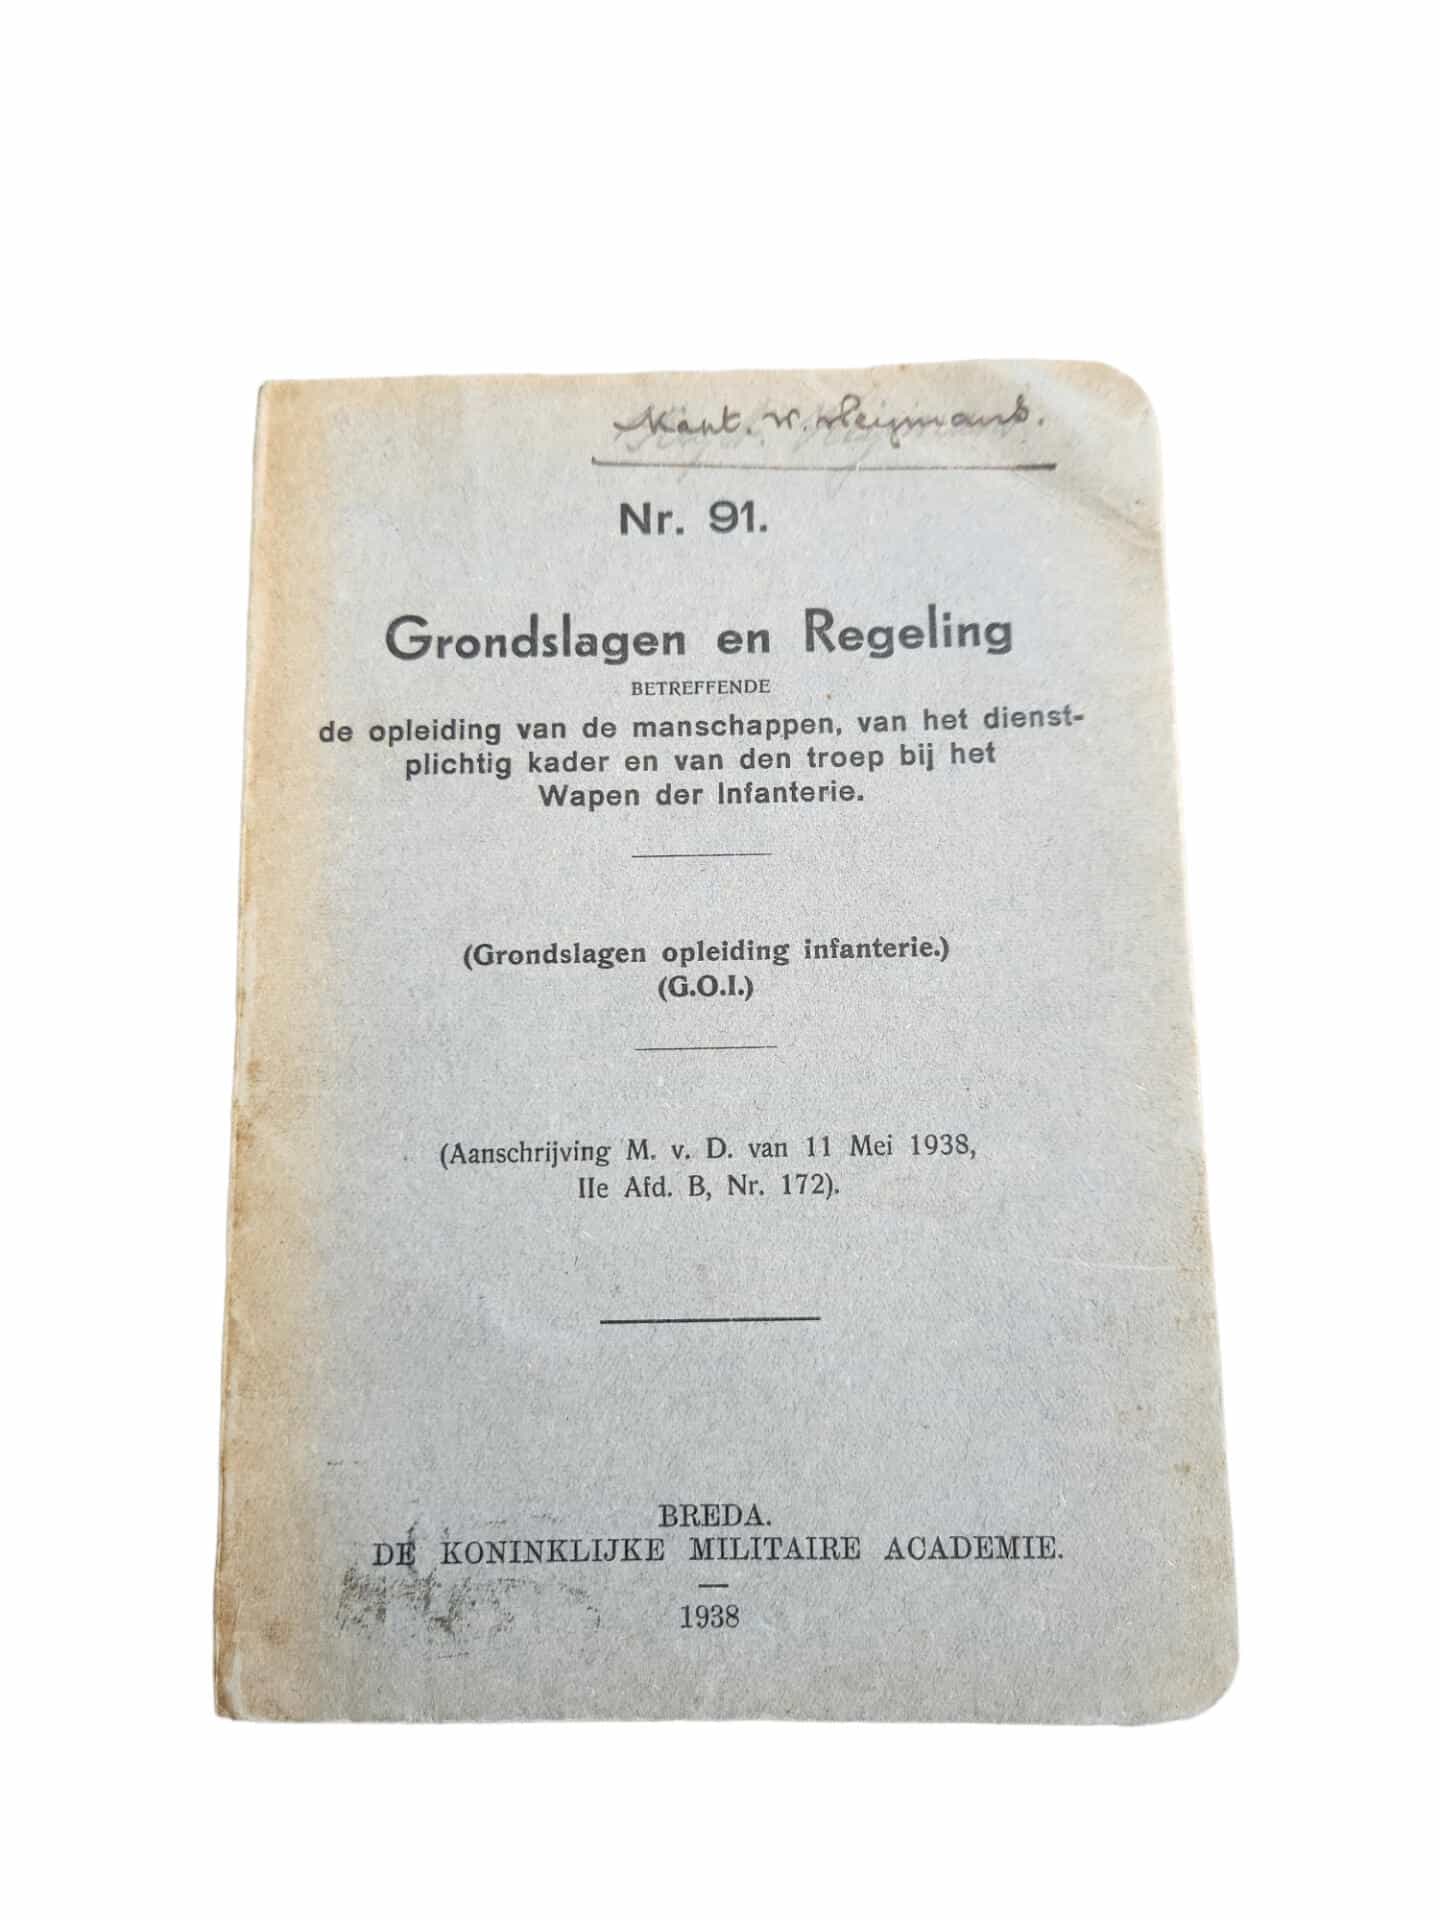 Nr. 91.
Grondslagen en Regeling
BETREFFENDE
de opleiding van de manschappen, van het dienst-
plichtig kader en van den troep bij het
Wapen der Infanterie.
(Grondslagen opleiding infanterie.)
(G.O.I.)
(Aanschrijving M. v. D. van 11 Mei 1938,
IIe Afd. B, Nr. 172).
BREDA.
DE KONINKLIJKE MILITAIRE ACADEMIE.
1938